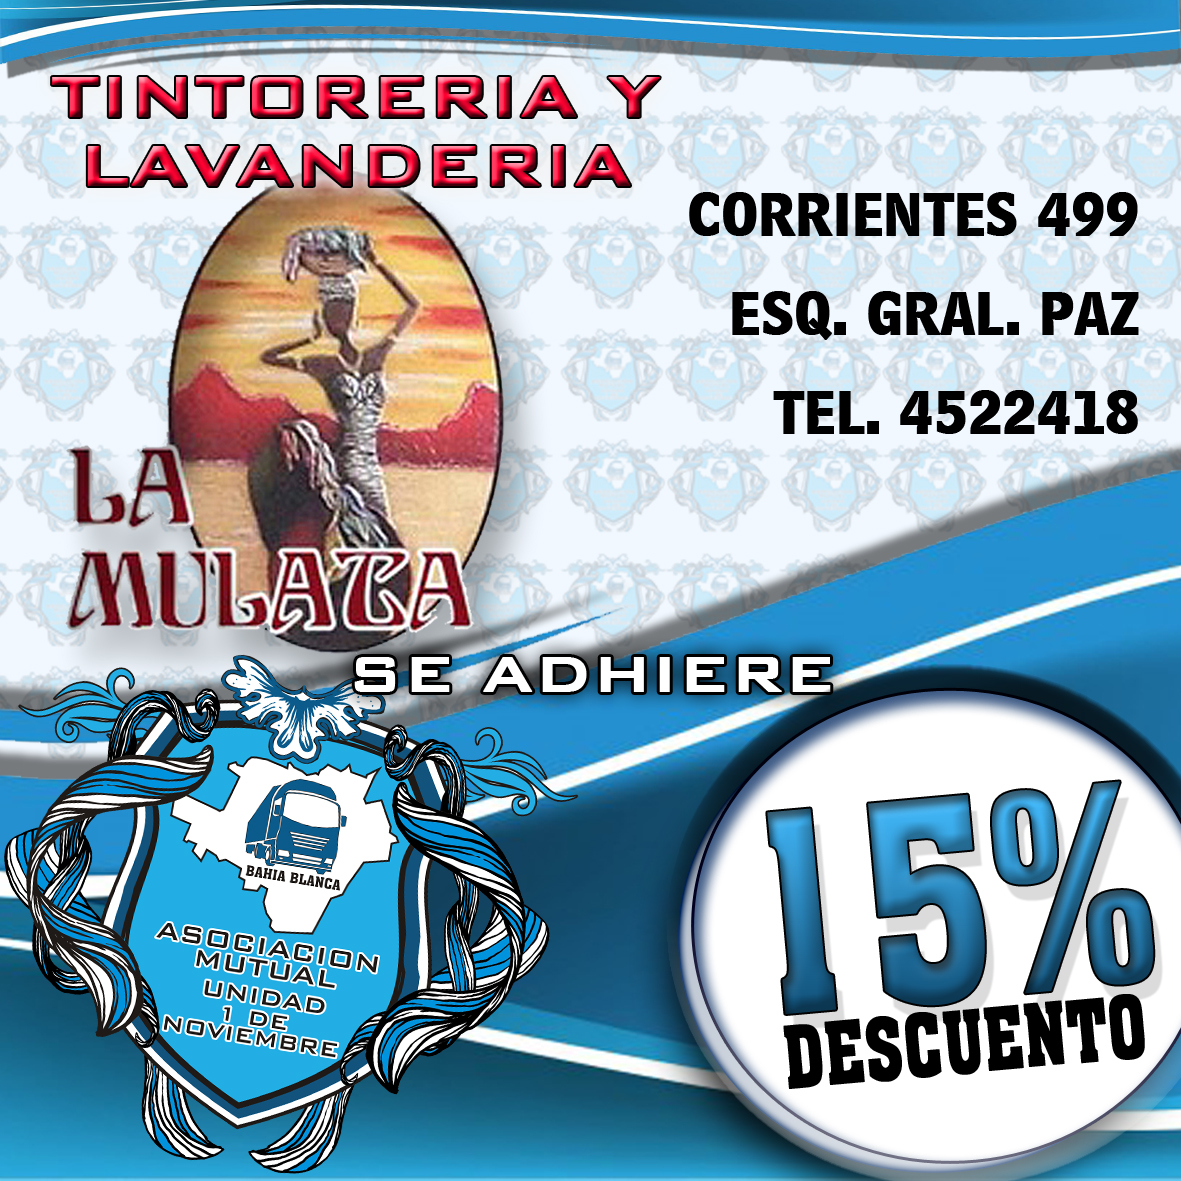 TINTORERIA Y
LAVANDERIA
CORRIENTES 499
ESQ. GRAL. PAZ
TEL. 4522418
LA
MULATA
SE ADHIERE
BAHIA BLANCA
ASOCIACION
MUTUAL
UNIDAD
1 DE
NOVIEMBRE
15%
DESCUENTO